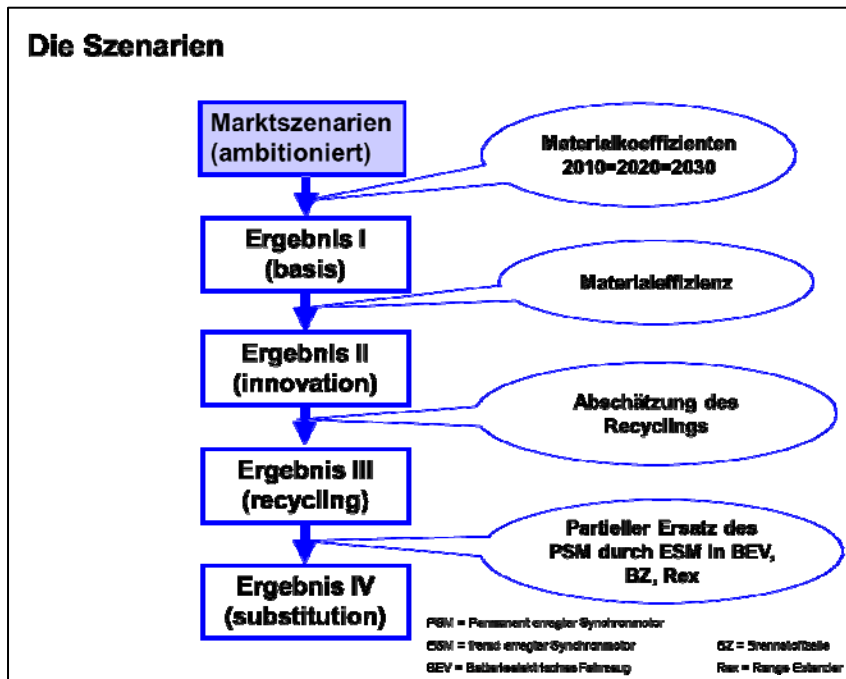 Die Szenarien
Marktszenarien
(ambitioniert)
Materialkoeffizienten
2010=2020=2030
Ergebnis I
(basis)
Materialeffizienz
Ergebnis II
(innovation)
Abschätzung des
Recyclings
Ergebnis III
(recycling)
Partieller Ersatz des
PSM durch ESM in BEV,
BZ, Rex
Ergebnis IV
(substitution)
PSM = Permanent erregter Synchronmotor
ESM = fremd erregter Synchronmotor BZ = Brennstoffzelle
BEV = Batterieelektrisches Fahrzeug Rex = Range Extender